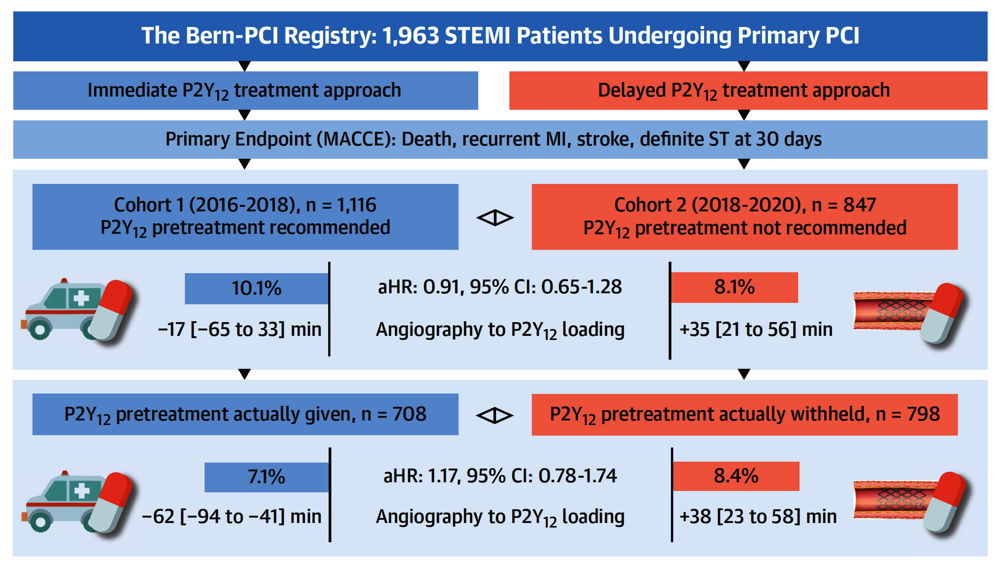 The Bern-PCI Registry: 1,963 STEMI Patients Undergoing Primary PCI
Immediate P2Y₁₂ treatment approach
Delayed P2Y₁₂ treatment approach
Primary Endpoint (MACCE): Death, recurrent MI, stroke, definite ST at 30 days
Cohort 1 (2016-2018), n = 1,116
P2Y₁₂ pretreatment recommended
Cohort 2 (2018-2020), n = 847
P2Y₁₂ pretreatment not recommended
10.1%
aHR: 0.91, 95% CI: 0.65-1.28
8.1%
−17 [−65 to 33] min
Angiography to P2Y₁₂ loading
+35 [21 to 56] min
P2Y₁₂ pretreatment actually given, n = 708
P2Y₁₂ pretreatment actually withheld, n = 798
7.1%
aHR: 1.17, 95% CI: 0.78-1.74
8.4%
−62 [−94 to −41] min
Angiography to P2Y₁₂ loading
+38 [23 to 58] min